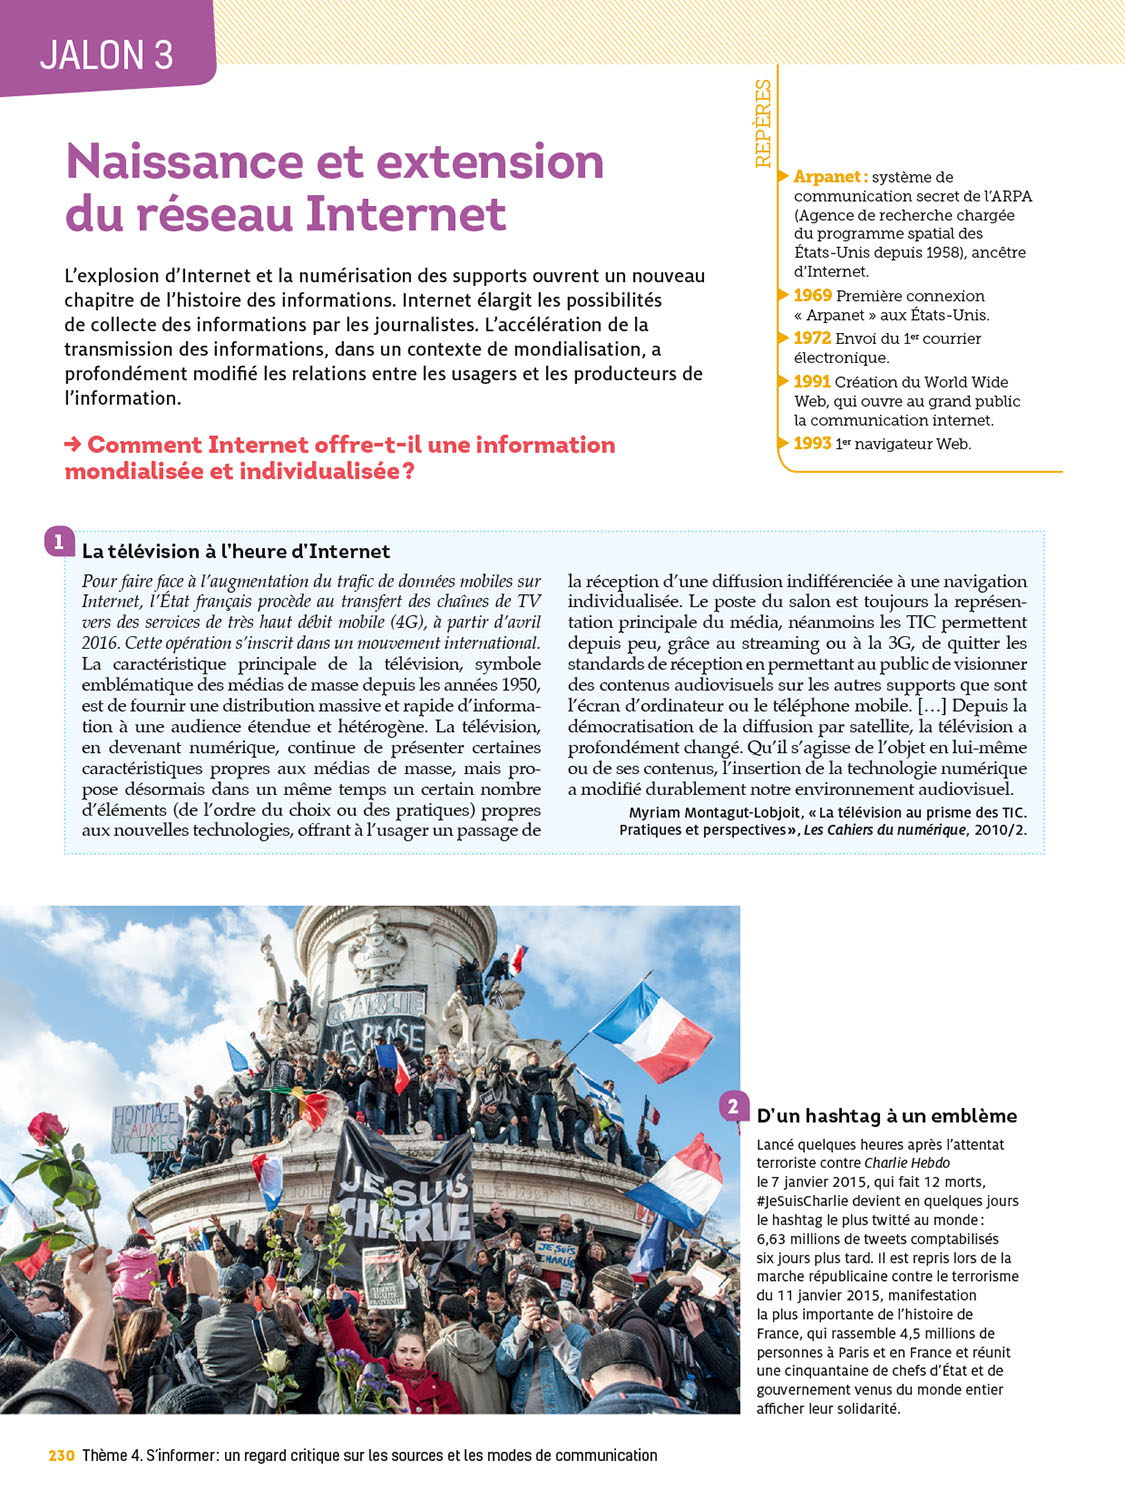 JALON 3
Naissance et extension
du réseau Internet
L’explosion d’Internet et la numérisation des supports ouvrent un nouveau
chapitre de l’histoire des informations. Internet élargit les possibilités
de collecte des informations par les journalistes. L’accélération de la
transmission des informations, dans un contexte de mondialisation, a
profondément modifié les relations entre les usagers et les producteurs de
l’information.
→ Comment Internet offre-t-il une information
mondialisée et individualisée ?
REPÈRES
Arpanet : système de
communication secret de l’ARPA
(Agence de recherche chargée
du programme spatial des
États-Unis depuis 1958), ancêtre
d’Internet.
1969 Première connexion
« Arpanet » aux États-Unis.
1972 Envoi du 1er courrier
électronique.
1991 Création du World Wide
Web, qui ouvre au grand public
la communication internet.
1993 1er navigateur Web.
1
La télévision à l’heure d’Internet
Pour faire face à l’augmentation du trafic de données mobiles sur
Internet, l’État français procède au transfert des chaînes de TV
vers des services de très haut débit mobile (4G), à partir d’avril
2016. Cette opération s’inscrit dans un mouvement international.
La caractéristique principale de la télévision, symbole
emblématique des médias de masse depuis les années 1950,
est de fournir une distribution massive et rapide d’informa-
tion à une audience étendue et hétérogène. La télévision,
en devenant numérique, continue de présenter certaines
caractéristiques propres aux médias de masse, mais pro-
pose désormais dans un même temps un certain nombre
d’éléments (de l’ordre du choix ou des pratiques) propres
aux nouvelles technologies, offrant à l’usager un passage de
la réception d’une diffusion indifférenciée à une navigation
individualisée. Le poste du salon est toujours la représen-
tation principale du média, néanmoins les TIC permettent
depuis peu, grâce au streaming ou à la 3G, de quitter les
standards de réception en permettant au public de visionner
des contenus audiovisuels sur les autres supports que sont
l’écran d’ordinateur ou le téléphone mobile. […] Depuis la
démocratisation de la diffusion par satellite, la télévision a
profondément changé. Qu’il s’agisse de l’objet en lui-même
ou de ses contenus, l’insertion de la technologie numérique
a modifié durablement notre environnement audiovisuel.
Myriam Montagut-Lobjoit, « La télévision au prisme des TIC.
Pratiques et perspectives », Les Cahiers du numérique, 2010/2.
LABOR
CHARLIE
JE PENSE
HOMMAGE
AUX
VICTIMES
JE SUIS
CHARLIE
JE SUIS
CHARLIE
2
D’un hashtag à un emblème
Lancé quelques heures après l’attentat
terroriste contre Charlie Hebdo
le 7 janvier 2015, qui fait 12 morts,
#JeSuisCharlie devient en quelques jours
le hashtag le plus twitté au monde :
6,63 millions de tweets comptabilisés
six jours plus tard. Il est repris lors de la
marche républicaine contre le terrorisme
du 11 janvier 2015, manifestation
la plus importante de l’histoire de
France, qui rassemble 4,5 millions de
personnes à Paris et en France et réunit
une cinquantaine de chefs d’État et de
gouvernement venus du monde entier
afficher leur solidarité.
230 Thème 4. S’informer : un regard critique sur les sources et les modes de communication